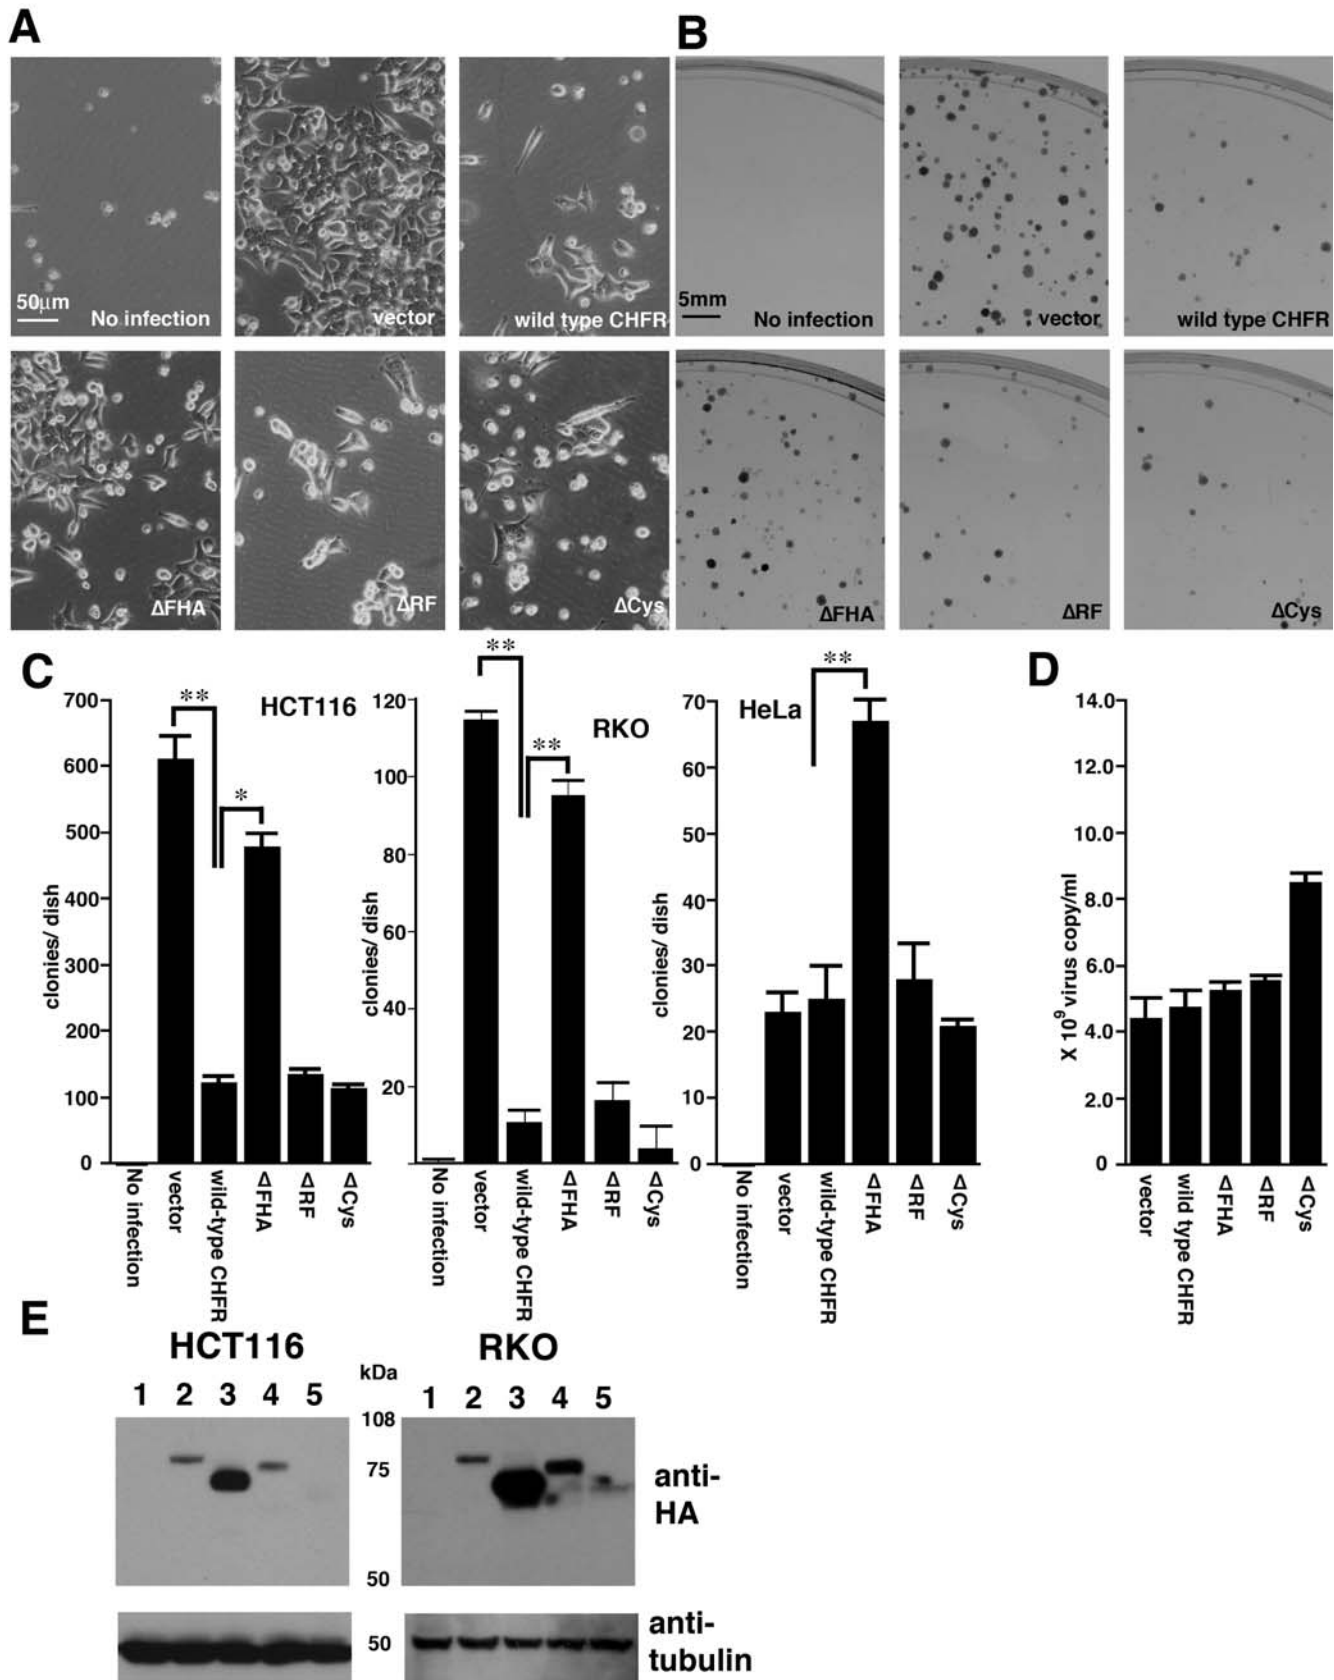 A
B
50µm
No infection
vector
wild type CHFR
5mm
No infection
vector
wild type CHFR
ΔFHA
ΔRF
ΔCys
ΔFHA
ΔRF
ΔCys
C
D
HCT116
**
*
700
600
500
400
300
200
100
0
clones/ dish
No infection
vector
wild-type CHFR
ΔFHA
ΔRF
ΔCys
RKO
**
**
120
100
80
60
40
20
clones/ dish
No infection
vector
wild-type CHFR
ΔFHA
ΔRF
ΔCys
HeLa
**
70
60
50
40
30
20
10
0
clones/ dish
No infection
vector
wild-type CHFR
ΔFHA
ΔRF
ΔCys
14.0
12.0
10.0
8.0
6.0
4.0
2.0
0
X 10⁹ virus copy/ml
vector
wild type CHFR
ΔFHA
ΔRF
ΔCys
E
HCT116
RKO
1 2 3 4 5
kDa
1 2 3 4 5
108
75
50
anti-
HA
50
anti-
tubulin